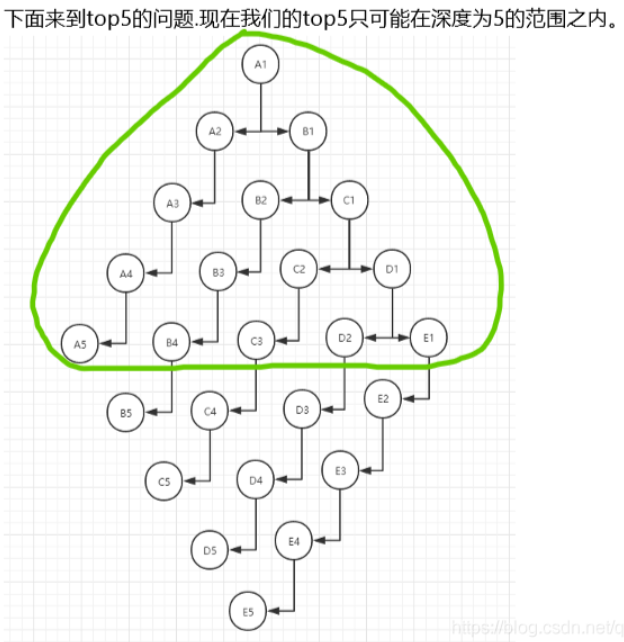 下面来到top5的问题.现在我们的top5只可能在深度为5的范围之内。
A1
A2 B1
A3 B2 C1
A4 B3 C2 D1
A5 B4 C3 D2 E1
B5 C4 D3 E2
C5 D4 E3
D5 E4
E5
https://blog.csdn.net/q